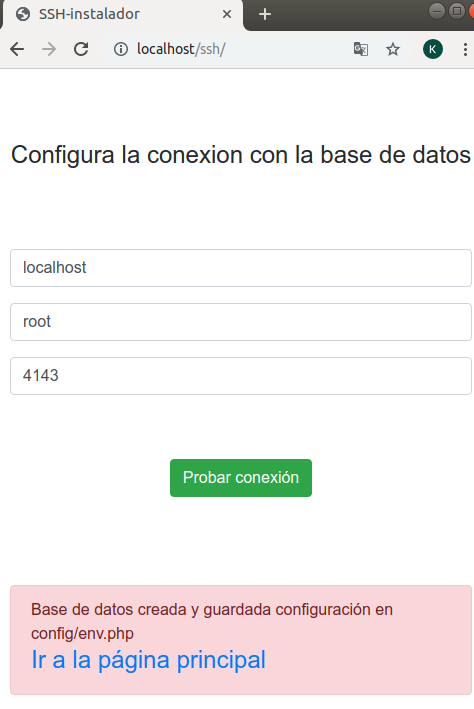 SSH-instalador
localhost/ssh/
K
Configura la conexion con la base de datos
localhost
root
4143
Probar conexión
Base de datos creada y guardada configuración en
config/env.php
Ir a la página principal